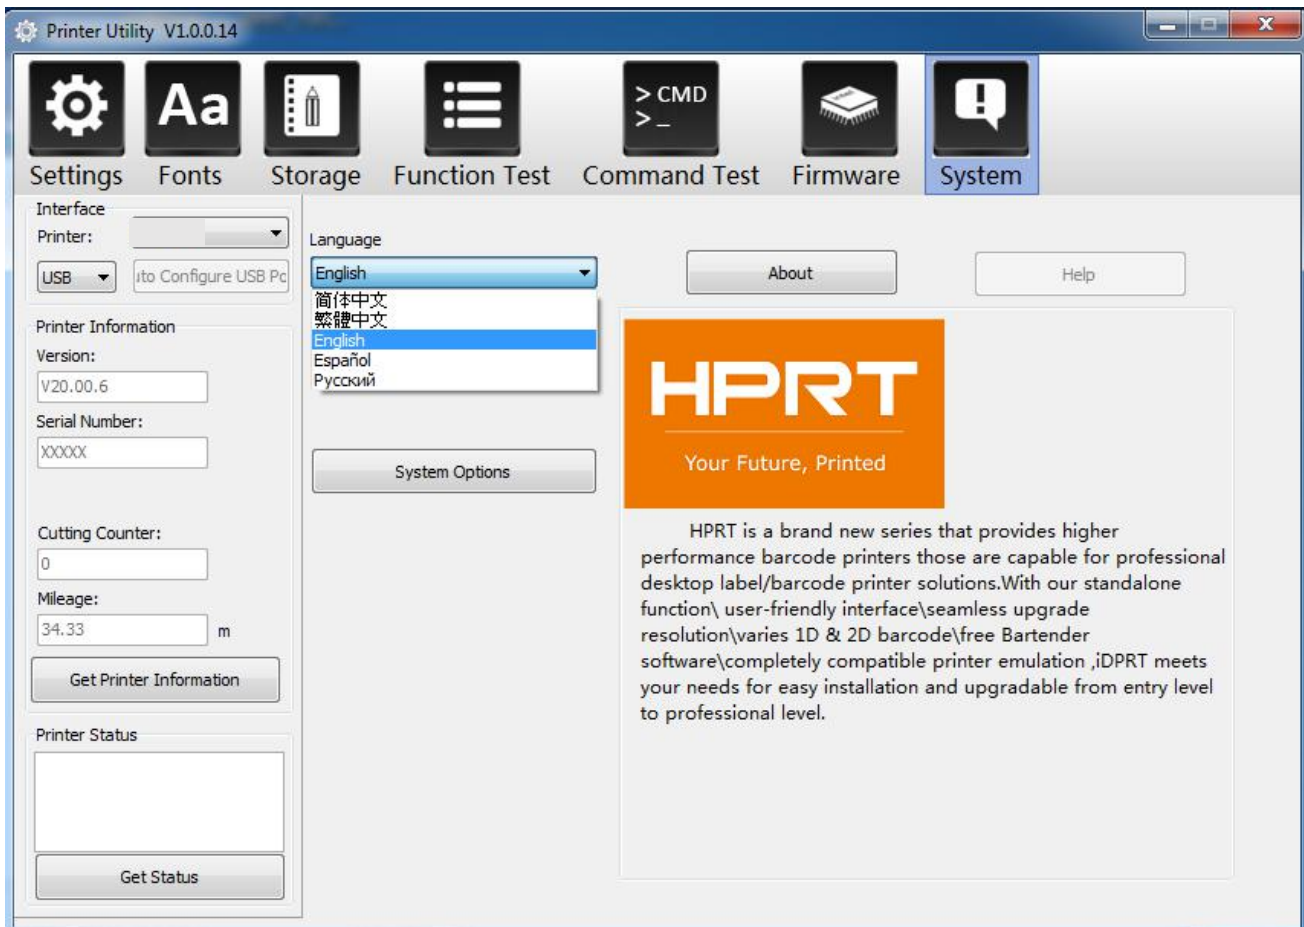 Printer Utility V1.0.0.14
Aa
> CMD
> _
Settings Fonts Storage Function Test Command Test Firmware System
Interface
Printer:
USB
to Configure USB Po
Printer Information
Version:
V20.00.6
Serial Number:
XXXXX
Cutting Counter:
0
Mileage:
34.33 m
Get Printer Information
Printer Status
Get Status
Language
English
简体中文
繁體中文
English
Español
Русский
System Options
About
Help
HPRT
Your Future, Printed
HPRT is a brand new series that provides higher
performance barcode printers those are capable for professional
desktop label/barcode printer solutions.With our standalone
function\ user-friendly interface\seamless upgrade
resolution\varies 1D & 2D barcode\free Bartender
software\completely compatible printer emulation ,iDPRT meets
your needs for easy installation and upgradable from entry level
to professional level.